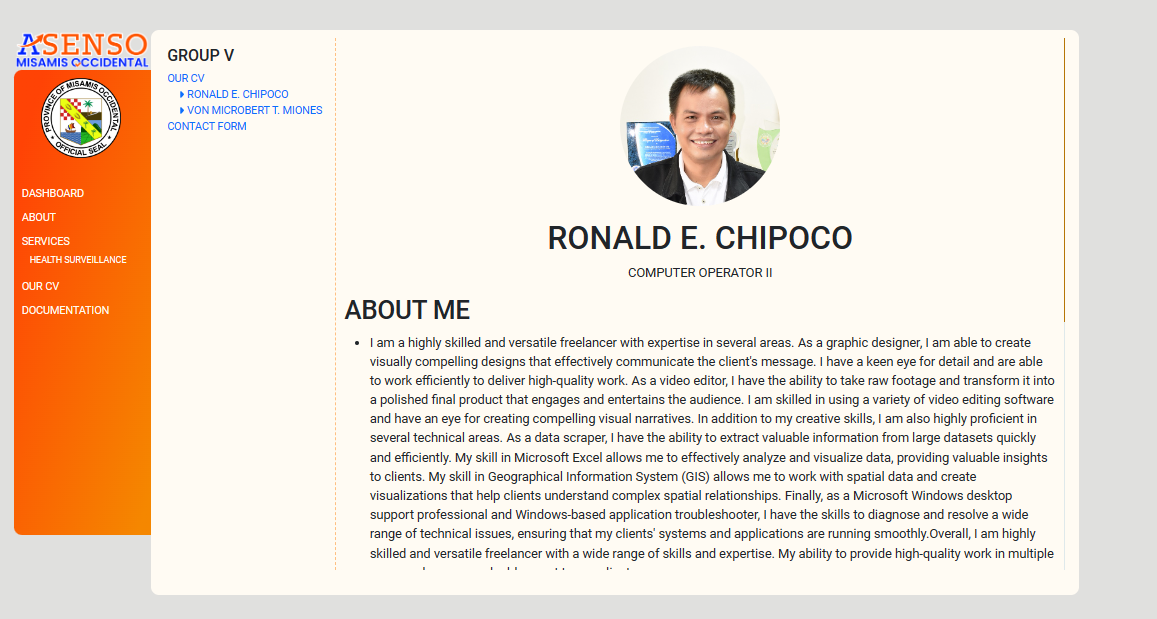 ASENSO
MISAMIS OCCIDENTAL
PROVINCE OF MISAMIS OCCIDENTAL
OFFICIAL SEAL
DASHBOARD
ABOUT
SERVICES
HEALTH SURVEILLANCE
OUR CV
DOCUMENTATION
GROUP V
OUR CV
RONALD E. CHIPOCO
VON MICROBERT T. MIONES
CONTACT FORM
RONALD E. CHIPOCO
COMPUTER OPERATOR II
ABOUT ME
I am a highly skilled and versatile freelancer with expertise in several areas. As a graphic designer, I am able to create
visually compelling designs that effectively communicate the client's message. I have a keen eye for detail and are able
to work efficiently to deliver high-quality work. As a video editor, I have the ability to take raw footage and transform it into
a polished final product that engages and entertains the audience. I am skilled in using a variety of video editing software
and have an eye for creating compelling visual narratives. In addition to my creative skills, I am also highly proficient in
several technical areas. As a data scraper, I have the ability to extract valuable information from large datasets quickly
and efficiently. My skill in Microsoft Excel allows me to effectively analyze and visualize data, providing valuable insights
to clients. My skill in Geographical Information System (GIS) allows me to work with spatial data and create
visualizations that help clients understand complex spatial relationships. Finally, as a Microsoft Windows desktop
support professional and Windows-based application troubleshooter, I have the skills to diagnose and resolve a wide
range of technical issues, ensuring that my clients' systems and applications are running smoothly.Overall, I am highly
skilled and versatile freelancer with a wide range of skills and expertise. My ability to provide high-quality work in multiple